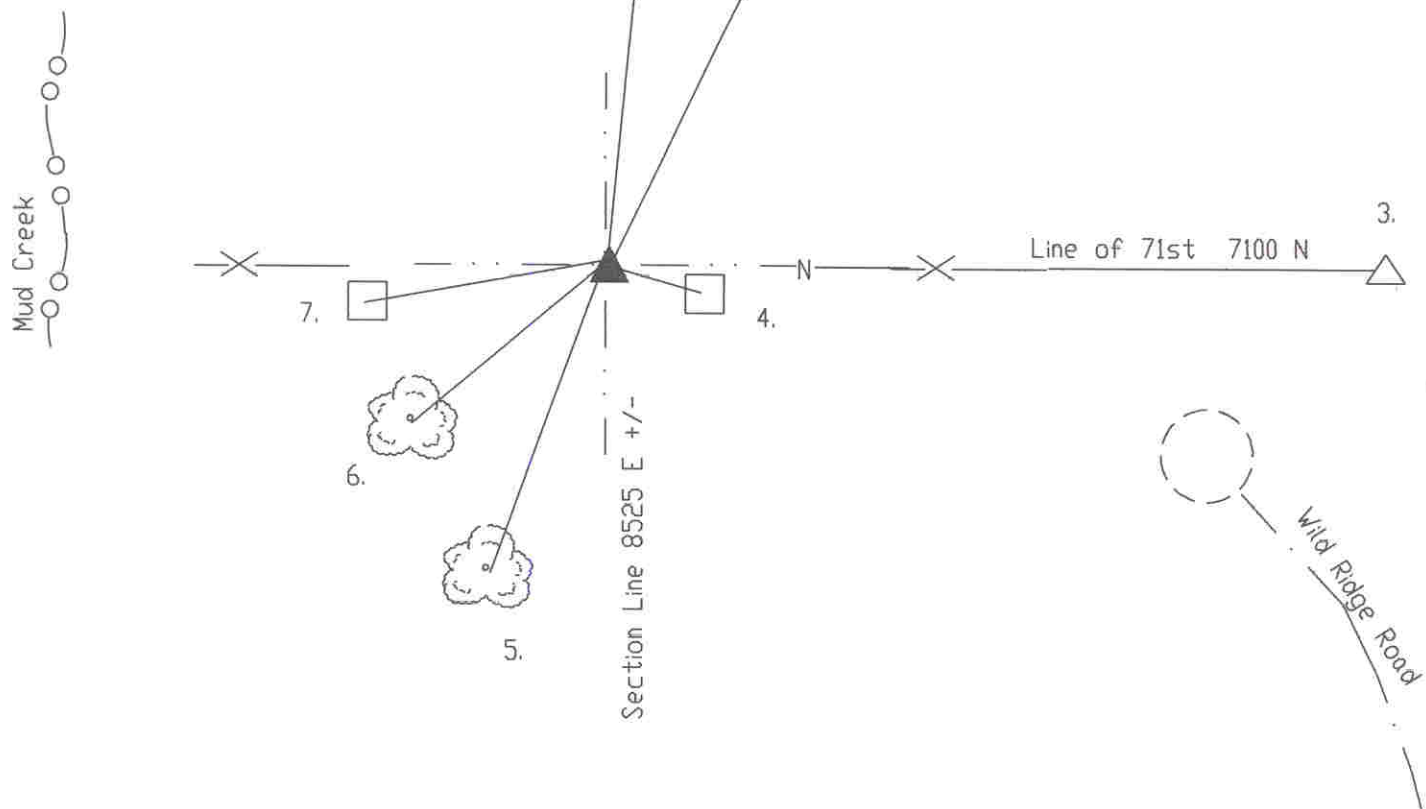 Mud Creek
3.
Line of 71st 7100 N
N
7.
4.
6.
Section Line 8525 E +/-
5.
Wild Ridge Road